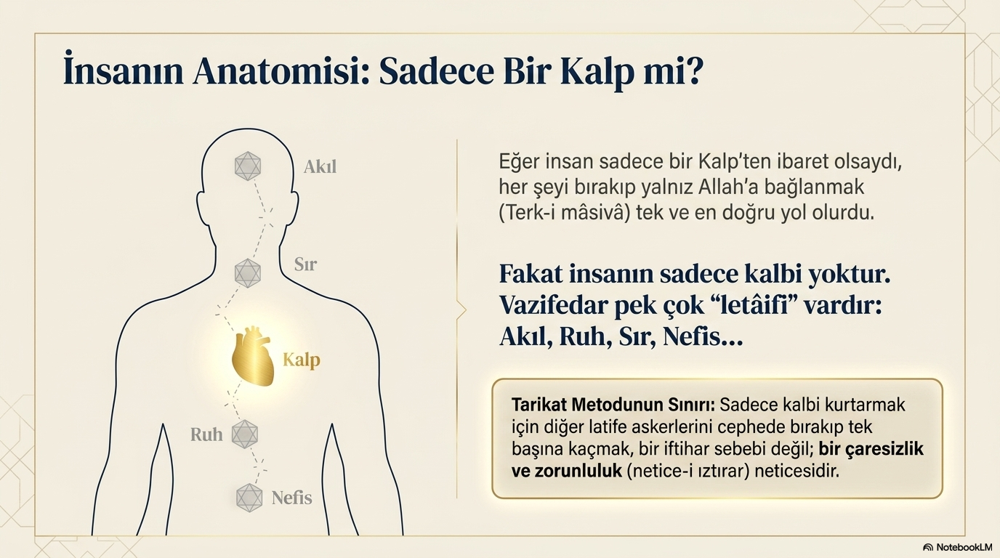 İnsanın Anatomisi: Sadece Bir Kalp mi?
Akıl
Sır
Kalp
Ruh
Nefis
Eğer insan sadece bir Kalp’ten ibaret olsaydı,
her şeyi bırakıp yalnız Allah’a bağlanmak
(Terk-i mâsivâ) tek ve en doğru yol olurdu.
Fakat insanın sadece kalbi yoktur.
Vazifedar pek çok “letâifi” vardır:
Akıl, Ruh, Sır, Nefis...
Tarikat Metodunun Sınırı: Sadece kalbi kurtarmak
için diğer latife askerlerini cephede bırakıp tek
başına kaçmak, bir iftihar sebebi değil; bir çaresizlik
ve zorunluluk (netice-i ıztırar) neticesidir.
NotebookLM